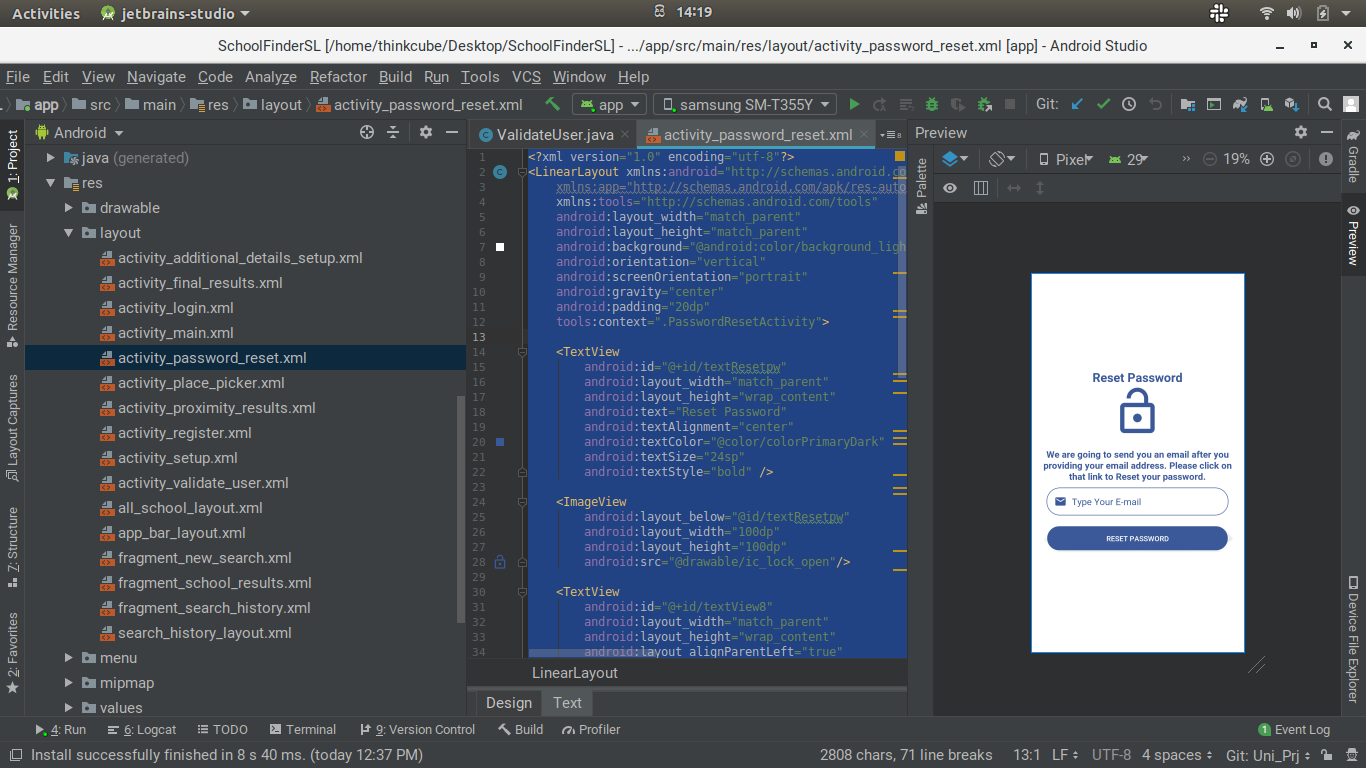 Activities jetbrains-studio 14:19
SchoolFinderSL [/home/thinkcube/Desktop/SchoolFinderSL] - .../app/src/main/res/layout/activity_password_reset.xml [app] - Android Studio
File Edit View Navigate Code Analyze Refactor Build Run Tools VCS Window Help
app src main res layout activity_password_reset.xml app samsung SM-T355Y Git:
1: Project
Resource Manager
Layout Captures
7: Structure
2: Favorites
Android
java (generated)
res
drawable
layout
activity_additional_details_setup.xml
activity_final_results.xml
activity_login.xml
activity_main.xml
activity_password_reset.xml
activity_place_picker.xml
activity_proximity_results.xml
activity_register.xml
activity_setup.xml
activity_validate_user.xml
all_school_layout.xml
app_bar_layout.xml
fragment_new_search.xml
fragment_school_results.xml
fragment_search_history.xml
search_history_layout.xml
menu
mipmap
values
ValidateUser.java activity_password_reset.xml 8
1 <?xml version="1.0" encoding="utf-8"?>
2 <LinearLayout xmlns:android="http://schemas.android.co
3 xmlns:app="http://schemas.android.com/apk/res-auto
4 xmlns:tools="http://schemas.android.com/tools"
5 android:layout_width="match_parent"
6 android:layout_height="match_parent"
7 android:background="@android:color/background_ligh
8 android:orientation="vertical"
9 android:screenOrientation="portrait"
10 android:gravity="center"
11 android:padding="20dp"
12 tools:context=".PasswordResetActivity">
13
14 <TextView
15 android:id="@+id/textResetpw"
16 android:layout_width="match_parent"
17 android:layout_height="wrap_content"
18 android:text="Reset Password"
19 android:textAlignment="center"
20 android:textColor="@color/colorPrimaryDark"
21 android:textSize="24sp"
22 android:textStyle="bold" />
23
24 <ImageView
25 android:layout_below="@id/textResetpw"
26 android:layout_width="100dp"
27 android:layout_height="100dp"
28 android:src="@drawable/ic_lock_open"/>
29
30 <TextView
31 android:id="@+id/textView8"
32 android:layout_width="match_parent"
33 android:layout_height="wrap_content"
34 android:layout_alignParentLeft="true"
LinearLayout
Design Text
Palette
Preview
Pixel 29 19%
Reset Password
We are going to send you an email after you
providing your email address. Please click on
that link to Reset your password.
Type Your E-mail
RESET PASSWORD
Gradle
Preview
Device File Explorer
4: Run 6: Logcat TODO Terminal 9: Version Control Build Profiler 1 Event Log
Install successfully finished in 8 s 40 ms. (today 12:37 PM) 2808 chars, 71 line breaks 13:1 LF UTF-8 4 spaces Git: Uni_Prj